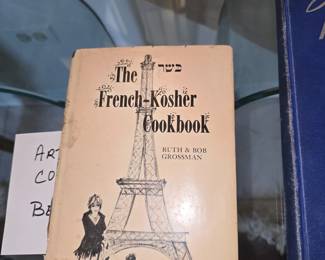 כשר
The
French-Kosher
Cookbook
RUTH & BOB
GROSSMAN